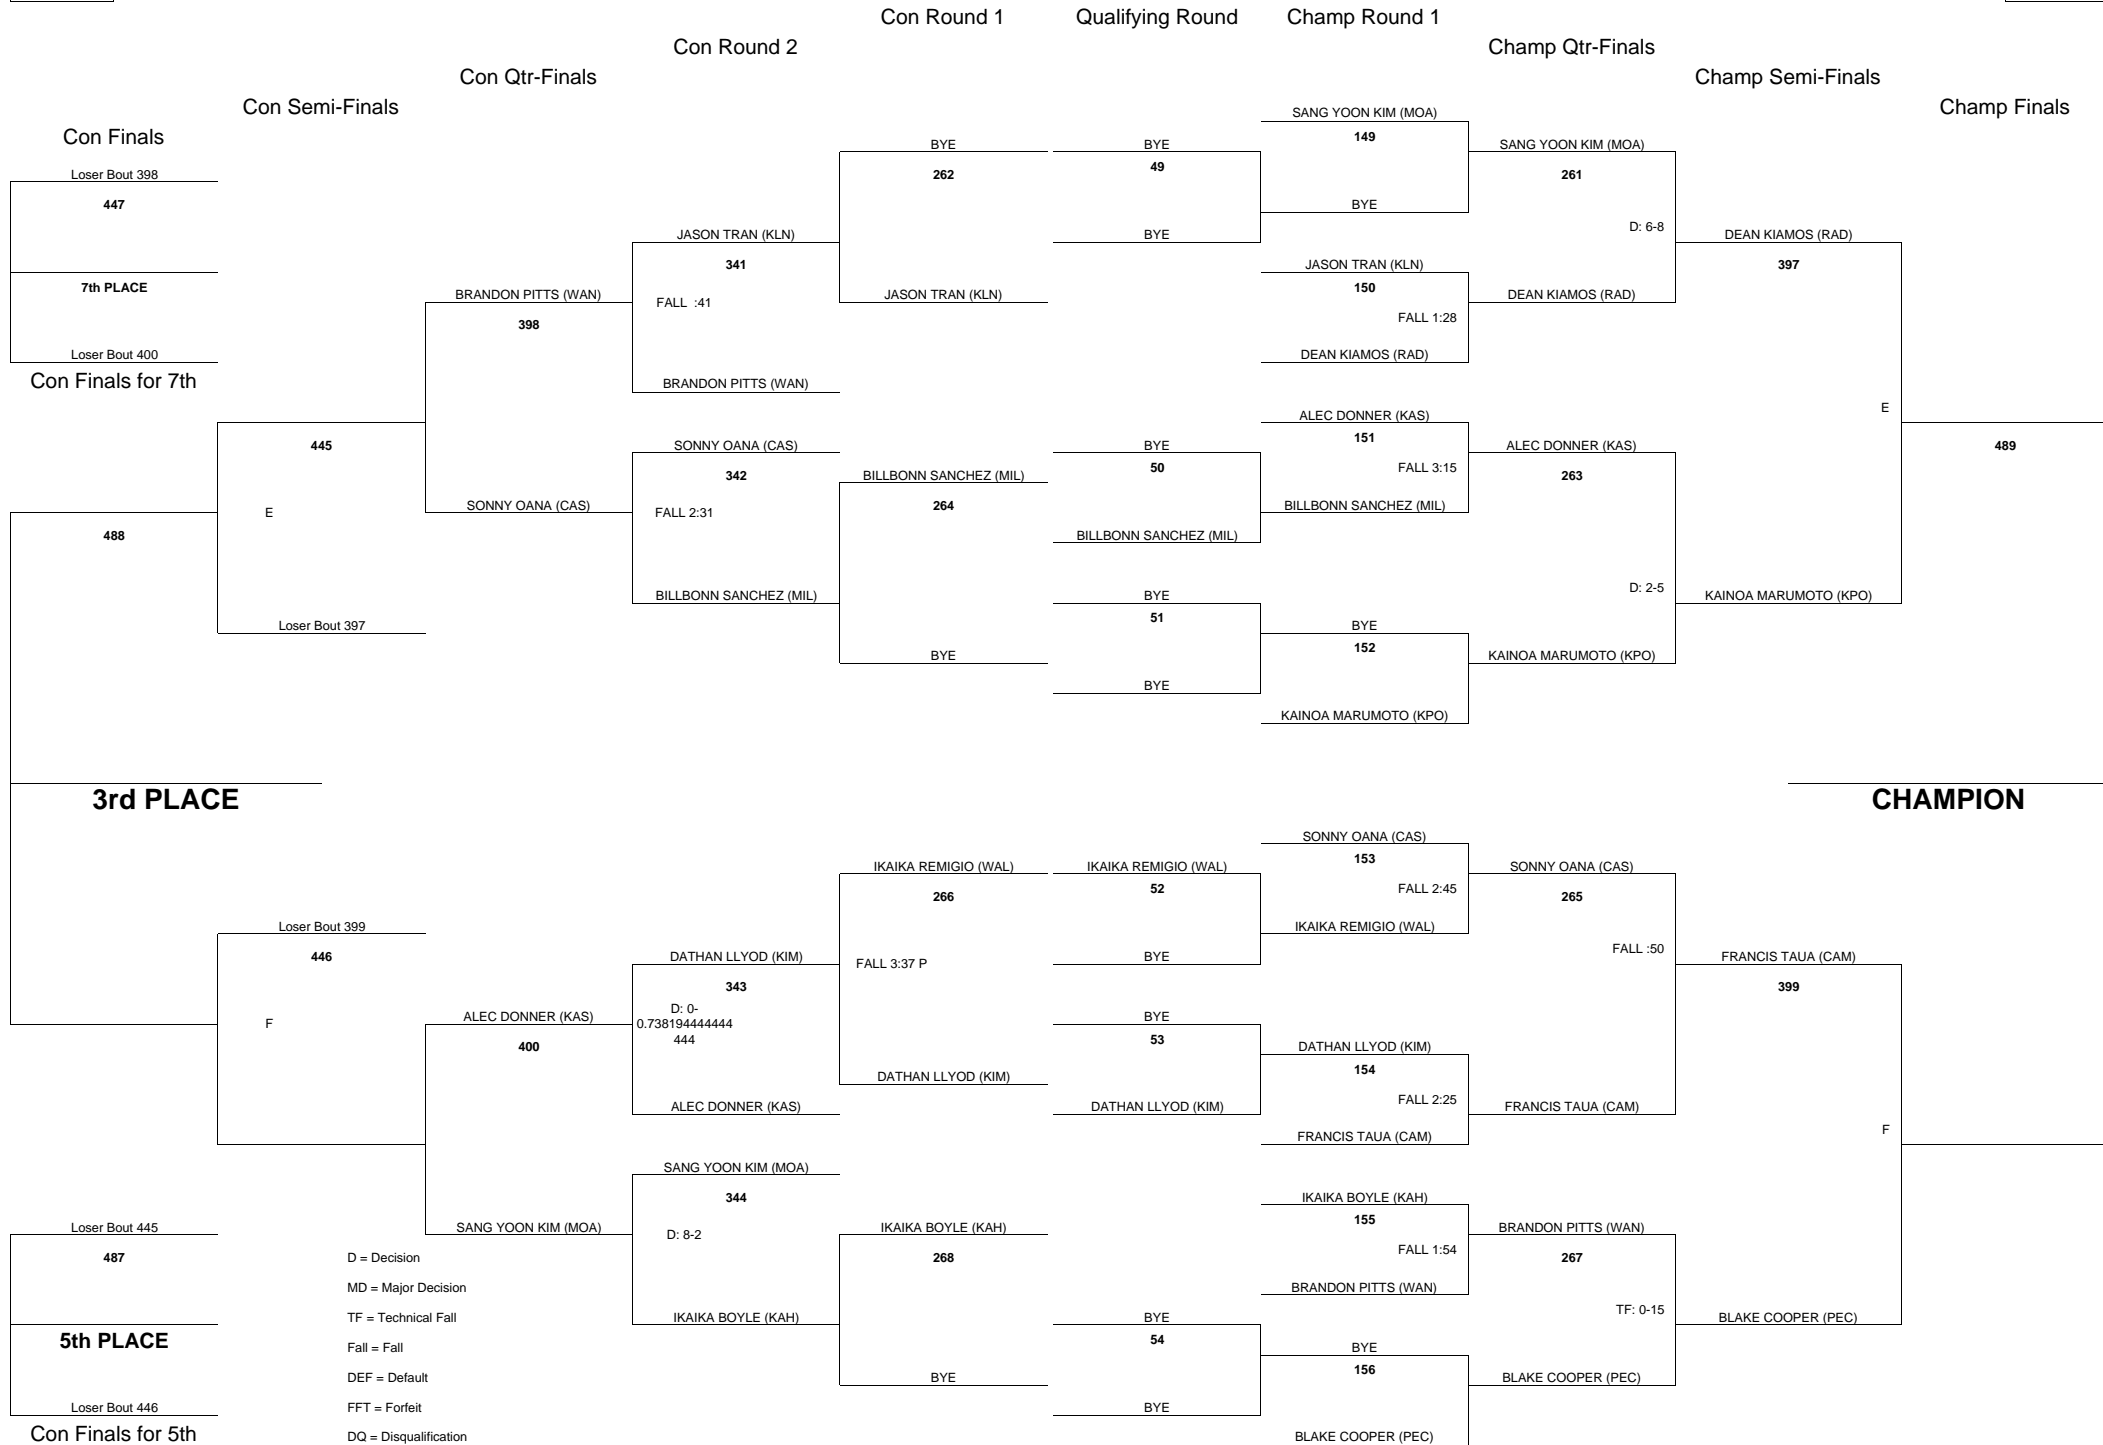 Con Round 1
Qualifying Round
Champ Round 1
Con Round 2
Champ Qtr-Finals
Con Qtr-Finals
Champ Semi-Finals
Con Semi-Finals
Champ Finals
Con Finals
Loser Bout 398
447
7th PLACE
Loser Bout 400
Con Finals for 7th
445
E
488
Loser Bout 397
3rd PLACE
Loser Bout 399
446
F
Loser Bout 445
487
5th PLACE
Loser Bout 446
Con Finals for 5th
BRANDON PITTS (WAN)
398
SONNY OANA (CAS)
ALEC DONNER (KAS)
400
SANG YOON KIM (MOA)
D = Decision
MD = Major Decision
TF = Technical Fall
Fall = Fall
DEF = Default
FFT = Forfeit
DQ = Disqualification
JASON TRAN (KLN)
341
FALL :41
BRANDON PITTS (WAN)
SONNY OANA (CAS)
342
FALL 2:31
BILLBONN SANCHEZ (MIL)
DATHAN LLYOD (KIM)
343
D: 0-
0.738194444444
444
ALEC DONNER (KAS)
SANG YOON KIM (MOA)
344
D: 8-2
IKAIKA BOYLE (KAH)
BYE
262
JASON TRAN (KLN)
BILLBONN SANCHEZ (MIL)
264
BYE
IKAIKA REMIGIO (WAL)
266
FALL 3:37 P
DATHAN LLYOD (KIM)
IKAIKA BOYLE (KAH)
268
BYE
BYE
49
BYE
BYE
50
BILLBONN SANCHEZ (MIL)
BYE
51
BYE
IKAIKA REMIGIO (WAL)
52
BYE
BYE
53
DATHAN LLYOD (KIM)
BYE
54
BYE
SANG YOON KIM (MOA)
149
BYE
JASON TRAN (KLN)
150
FALL 1:28
DEAN KIAMOS (RAD)
ALEC DONNER (KAS)
151
FALL 3:15
BILLBONN SANCHEZ (MIL)
BYE
152
KAINOA MARUMOTO (KPO)
SONNY OANA (CAS)
153
FALL 2:45
IKAIKA REMIGIO (WAL)
DATHAN LLYOD (KIM)
154
FALL 2:25
FRANCIS TAUA (CAM)
IKAIKA BOYLE (KAH)
155
FALL 1:54
BRANDON PITTS (WAN)
BYE
156
BLAKE COOPER (PEC)
SANG YOON KIM (MOA)
261
D: 6-8
DEAN KIAMOS (RAD)
ALEC DONNER (KAS)
263
D: 2-5
KAINOA MARUMOTO (KPO)
SONNY OANA (CAS)
265
FALL :50
FRANCIS TAUA (CAM)
BRANDON PITTS (WAN)
267
TF: 0-15
BLAKE COOPER (PEC)
DEAN KIAMOS (RAD)
397
E
KAINOA MARUMOTO (KPO)
FRANCIS TAUA (CAM)
399
F
BLAKE COOPER (PEC)
489
CHAMPION